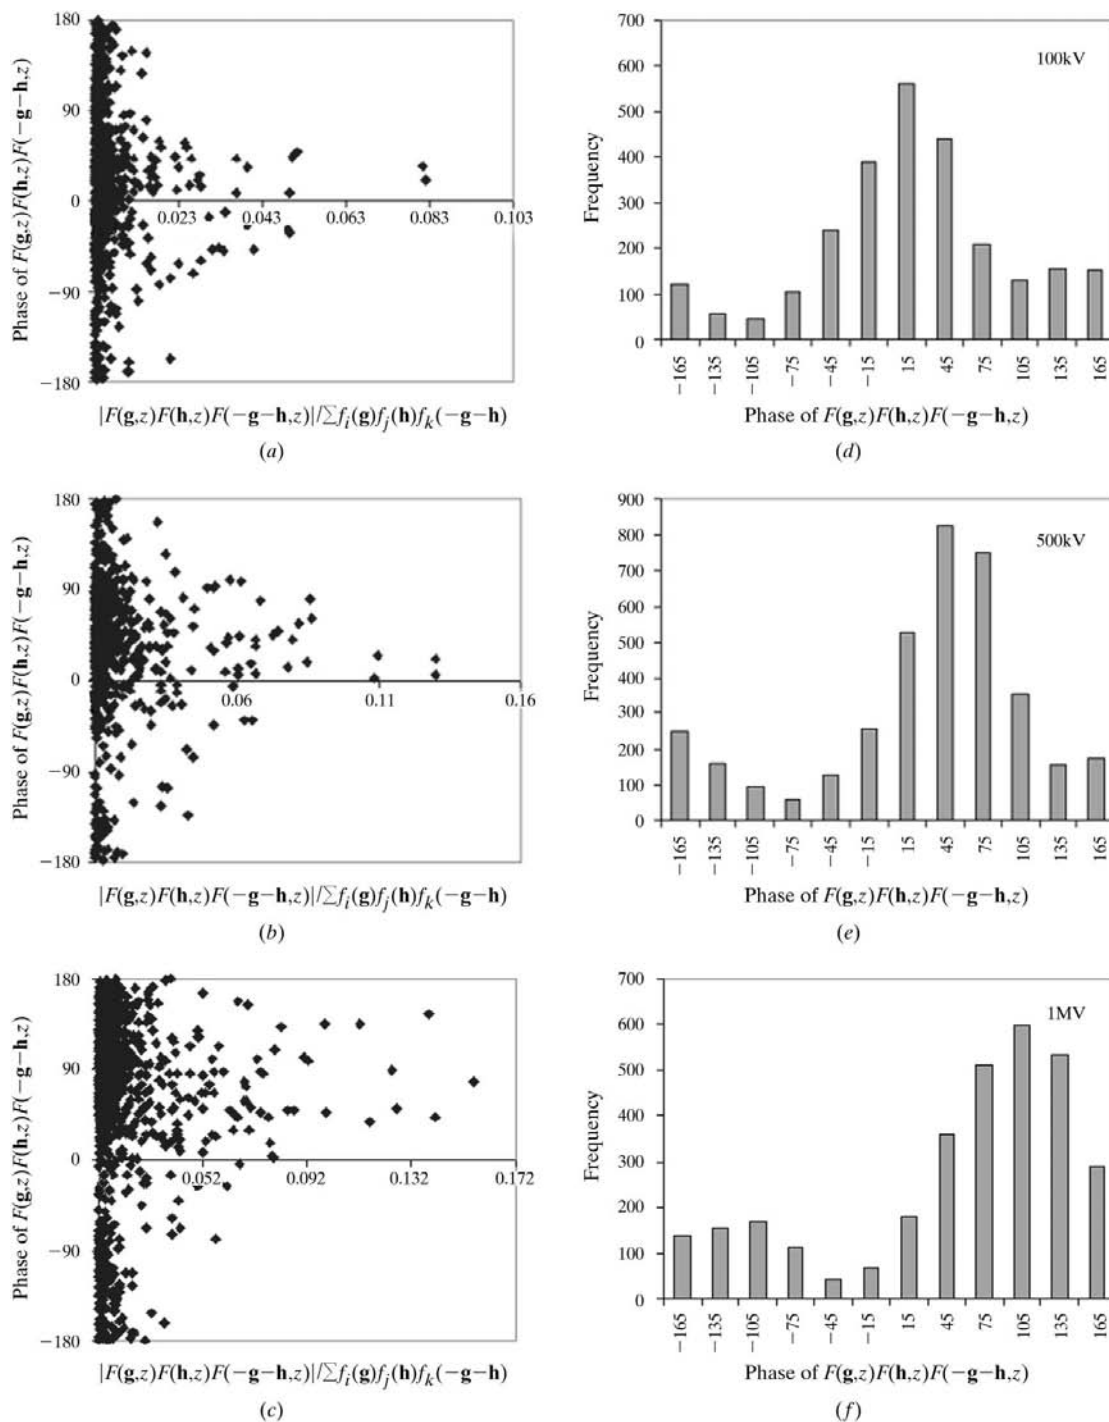 180
90
0
−90
−180
0.023 0.043 0.063 0.083 0.103
Phase of F(g,z)F(h,z)F(−g−h,z)
|F(g,z)F(h,z)F(−g−h,z)|/∑f_i(g)f_j(h)f_k(−g−h)
(a)
700
600
500
400
300
200
100
0
Frequency
100kV
−165 −135 −105 −75 −45 −15 15 45 75 105 135 165
Phase of F(g,z)F(h,z)F(−g−h,z)
(d)
180
90
0
−90
−180
0.06 0.11 0.16
Phase of F(g,z)F(h,z)F(−g−h,z)
|F(g,z)F(h,z)F(−g−h,z)|/∑f_i(g)f_j(h)f_k(−g−h)
(b)
900
800
700
600
500
400
300
200
100
0
Frequency
500kV
−165 −135 −105 −75 −45 −15 15 45 75 105 135 165
Phase of F(g,z)F(h,z)F(−g−h,z)
(e)
180
90
0
−90
−180
0.052 0.092 0.132 0.172
Phase of F(g,z)F(h,z)F(−g−h,z)
|F(g,z)F(h,z)F(−g−h,z)|/∑f_i(g)f_j(h)f_k(−g−h)
(c)
700
600
500
400
300
200
100
0
Frequency
1MV
−165 −135 −105 −75 −45 −15 15 45 75 105 135 165
Phase of F(g,z)F(h,z)F(−g−h,z)
(f)